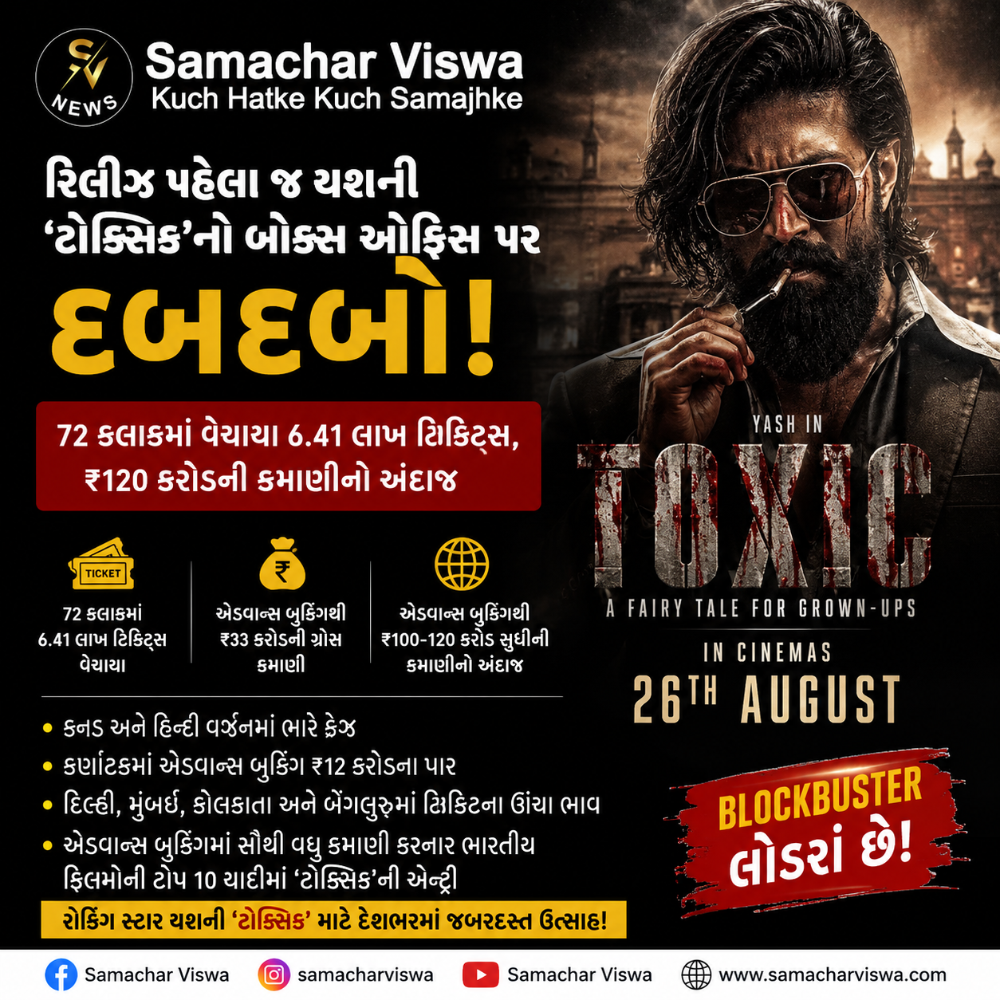 SV
NEWS
Samachar Viswa
Kuch Hatke Kuch Samajhke
રિલીઝ પહેલા જ યશની
‘ટોક્સિક’નો બોક્સ ઓફિસ પર
દબદબો!
72 કલાકમાં વેચાયા 6.41 લાખ ટિકિટ્સ,
₹120 કરોડની કમાણીનો અંદાજ
TICKET
72 કલાકમાં
6.41 લાખ ટિકિટ્સ
વેચાયા
એડવાન્સ બુકિંગથી
₹33 કરોડની ગ્રોસ
કમાણી
એડવાન્સ બુકિંગથી
₹100-120 કરોડ સુધીની
કમાણીનો અંદાજ
• કનડ અને હિન્દી વર્જનમાં ભારે ક્રેઝ
• કર્ણાટકમાં એડવાન્સ બુકિંગ ₹12 કરોડના પાર
• દિલ્હી, મુંબઈ, કોલકાતા અને બેંગલુરુમાં ટિકિટના ઊંચા ભાવ
• એડવાન્સ બુકિંગમાં સૌથી વધુ કમાણી કરનાર ભારતીય
ફિલમોની ટોપ 10 યાદીમાં ‘ટોક્સિક’ની એન્ટ્રી
રોકિંગ સ્ટાર યશની ‘ટોક્સિક’ માટે દેશભરમાં જબરદસ્ત ઉત્સાહ!
YASH IN
TOXIC
A FAIRY TALE FOR GROWN-UPS
IN CINEMAS
26TH AUGUST
BLOCKBUSTER
લોડરાં છે!
Samachar Viswa
samacharviswa
Samachar Viswa
www.samacharviswa.com